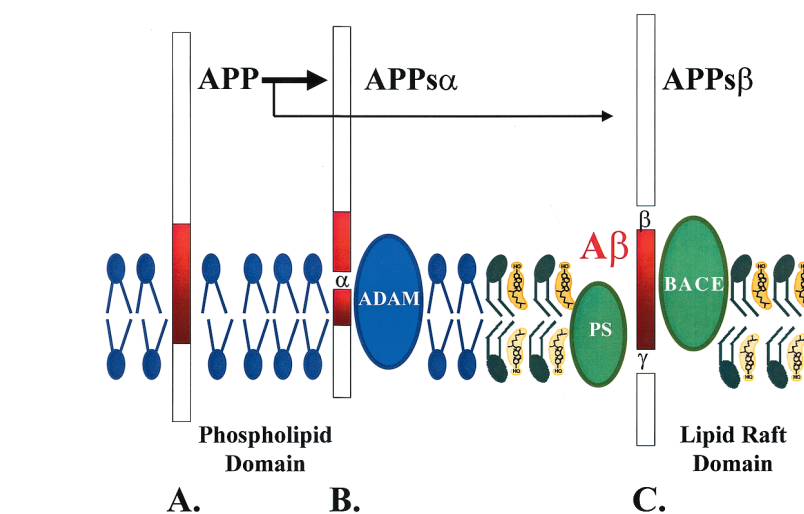 APP
APPsα
APPsβ
β
Aβ
α
ADAM
BACE
PS
γ
Phospholipid
Domain
Lipid Raft
Domain
A.
B.
C.